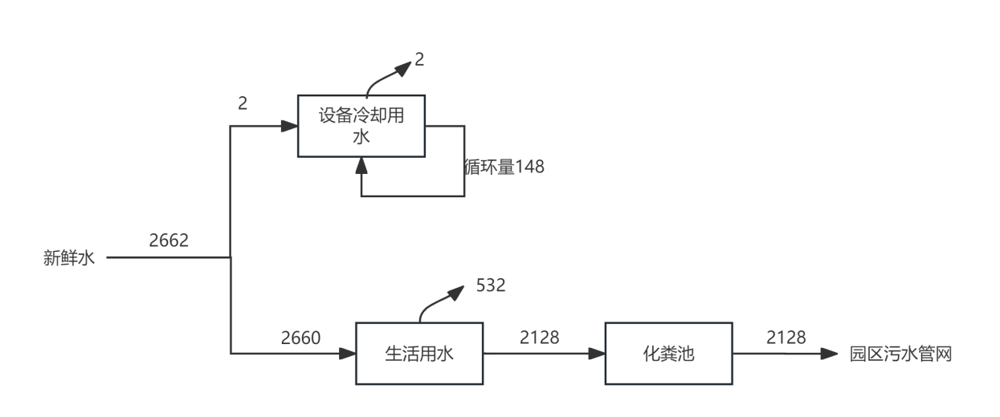 2
2
设备冷却用
水
循环量148
2662
新鲜水
532
2660
生活用水
2128
化粪池
2128
园区污水管网